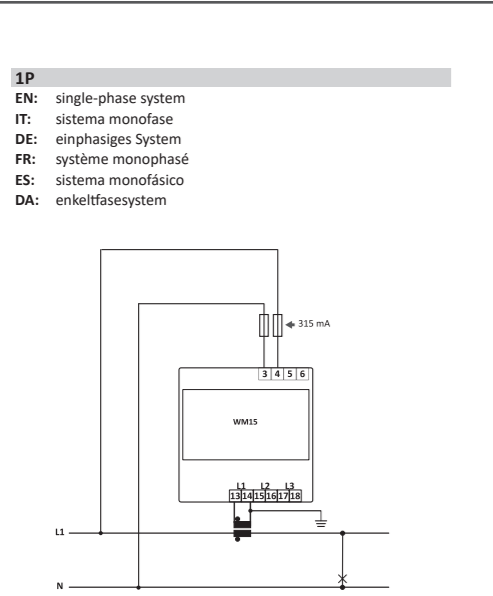 1P
EN: single-phase system
IT: sistema monofase
DE: einphasiges System
FR: système monophasé
ES: sistema monofásico
DA: enkeltfasesystem
315 mA
3 4 5 6
WM15
L1 L2 L3
13 14 15 16 17 18
L1
N